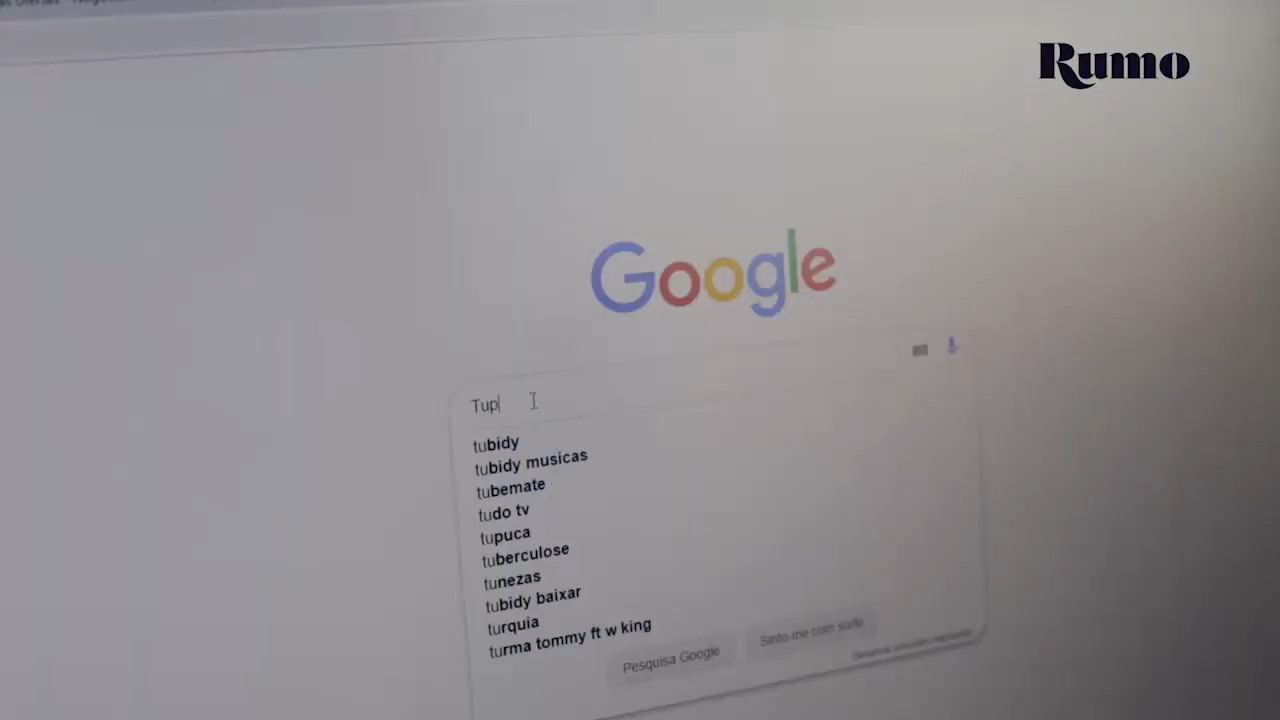 Rumo
Google
Tup
tubidy
tubidy musicas
tubemate
tudo tv
tupuca
tuberculose
tunezas
tubidy baixar
turquia
turma tommy ft w king
Pesquisa Google
Sinto-me com sorte